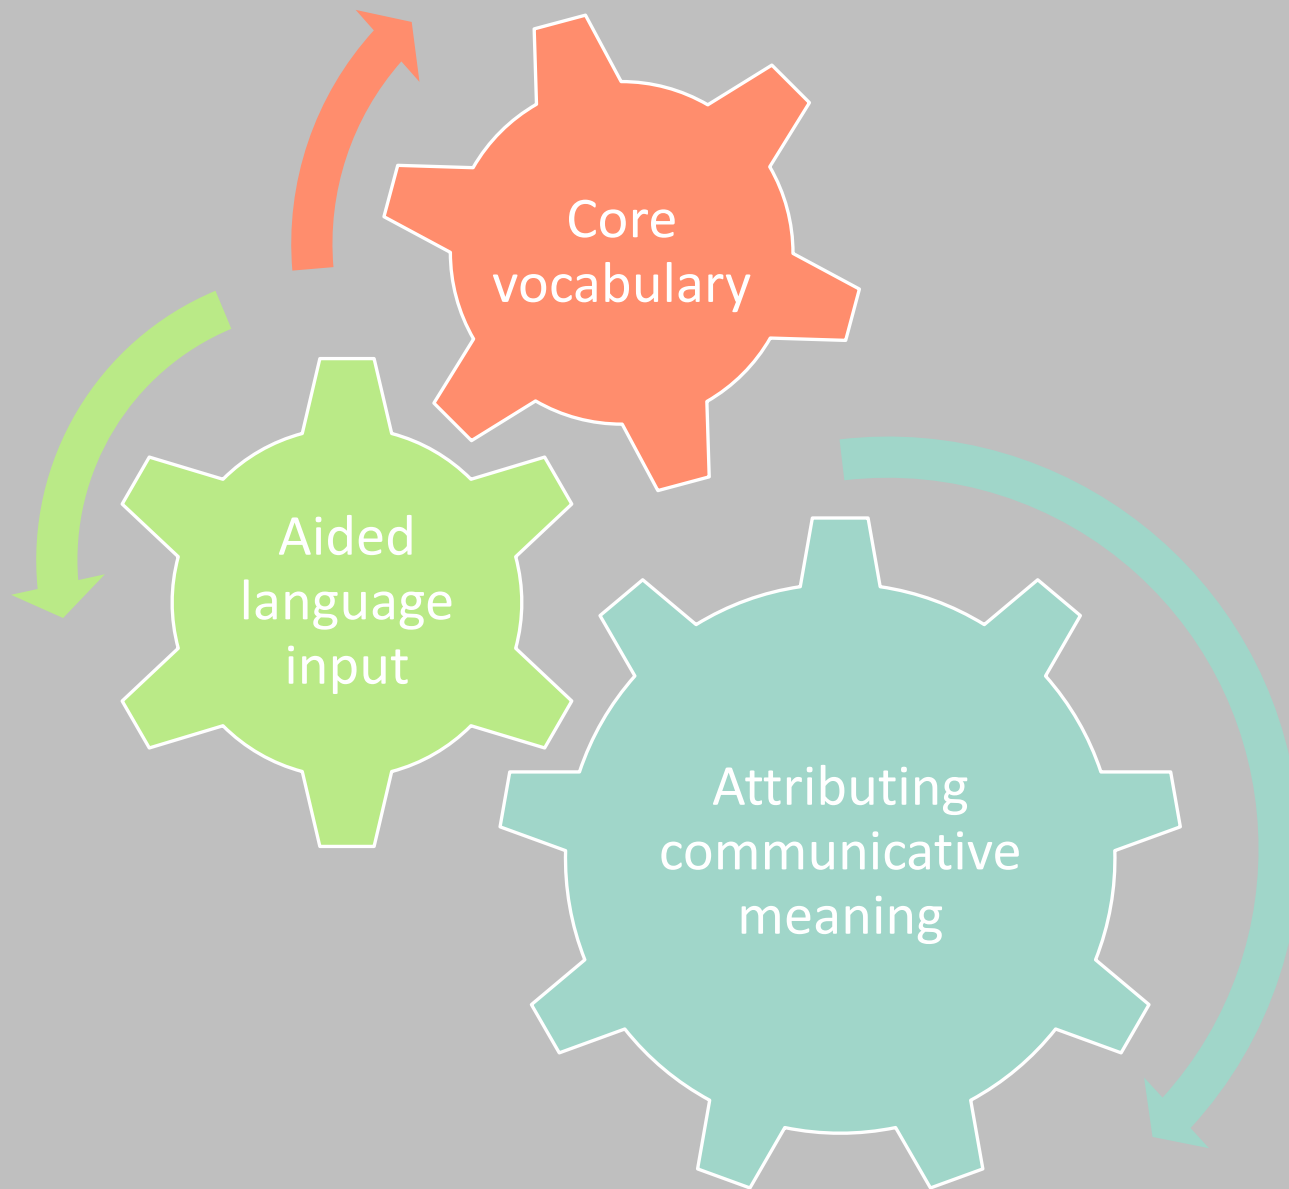 Core
vocabulary
Aided
language
input
Attributing
communicative
meaning